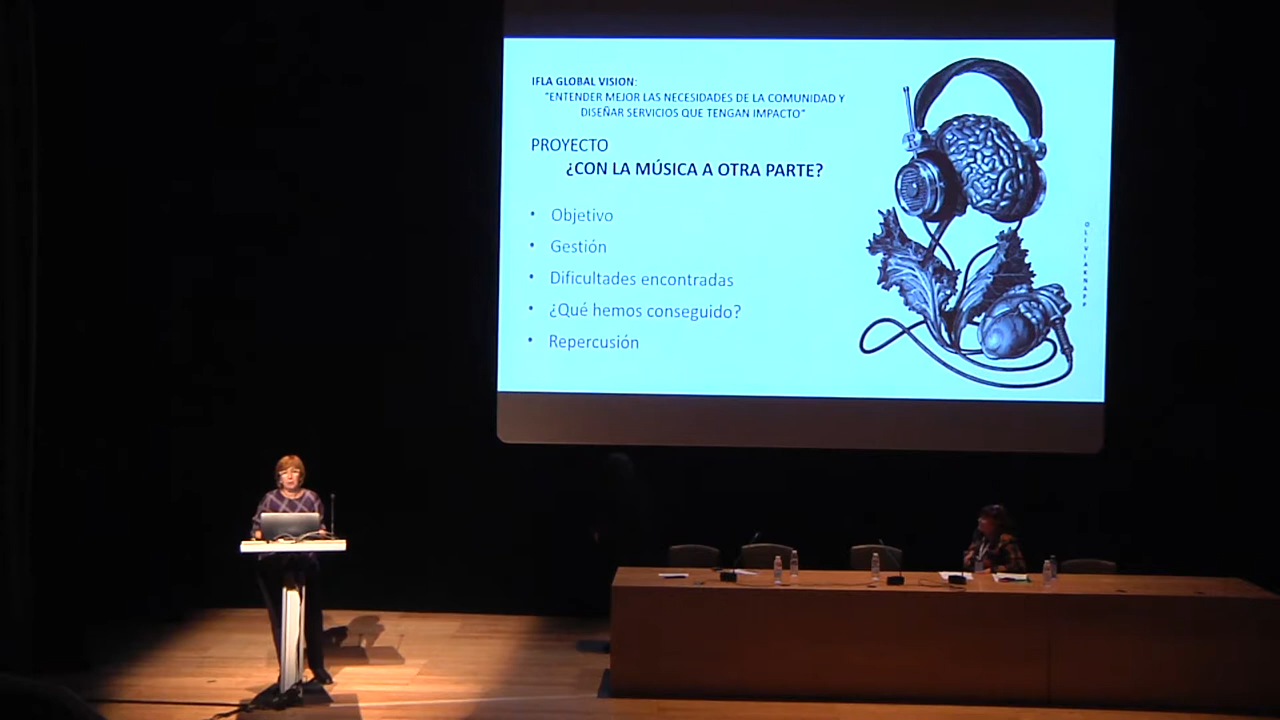 IFLA GLOBAL VISION:
"ENTENDER MEJOR LAS NECESIDADES DE LA COMUNIDAD Y
DISEÑAR SERVICIOS QUE TENGAN IMPACTO"
PROYECTO
¿CON LA MÚSICA A OTRA PARTE?
• Objetivo
• Gestión
• Dificultades encontradas
• ¿Qué hemos conseguido?
• Repercusión
OLIVIAKNAPP